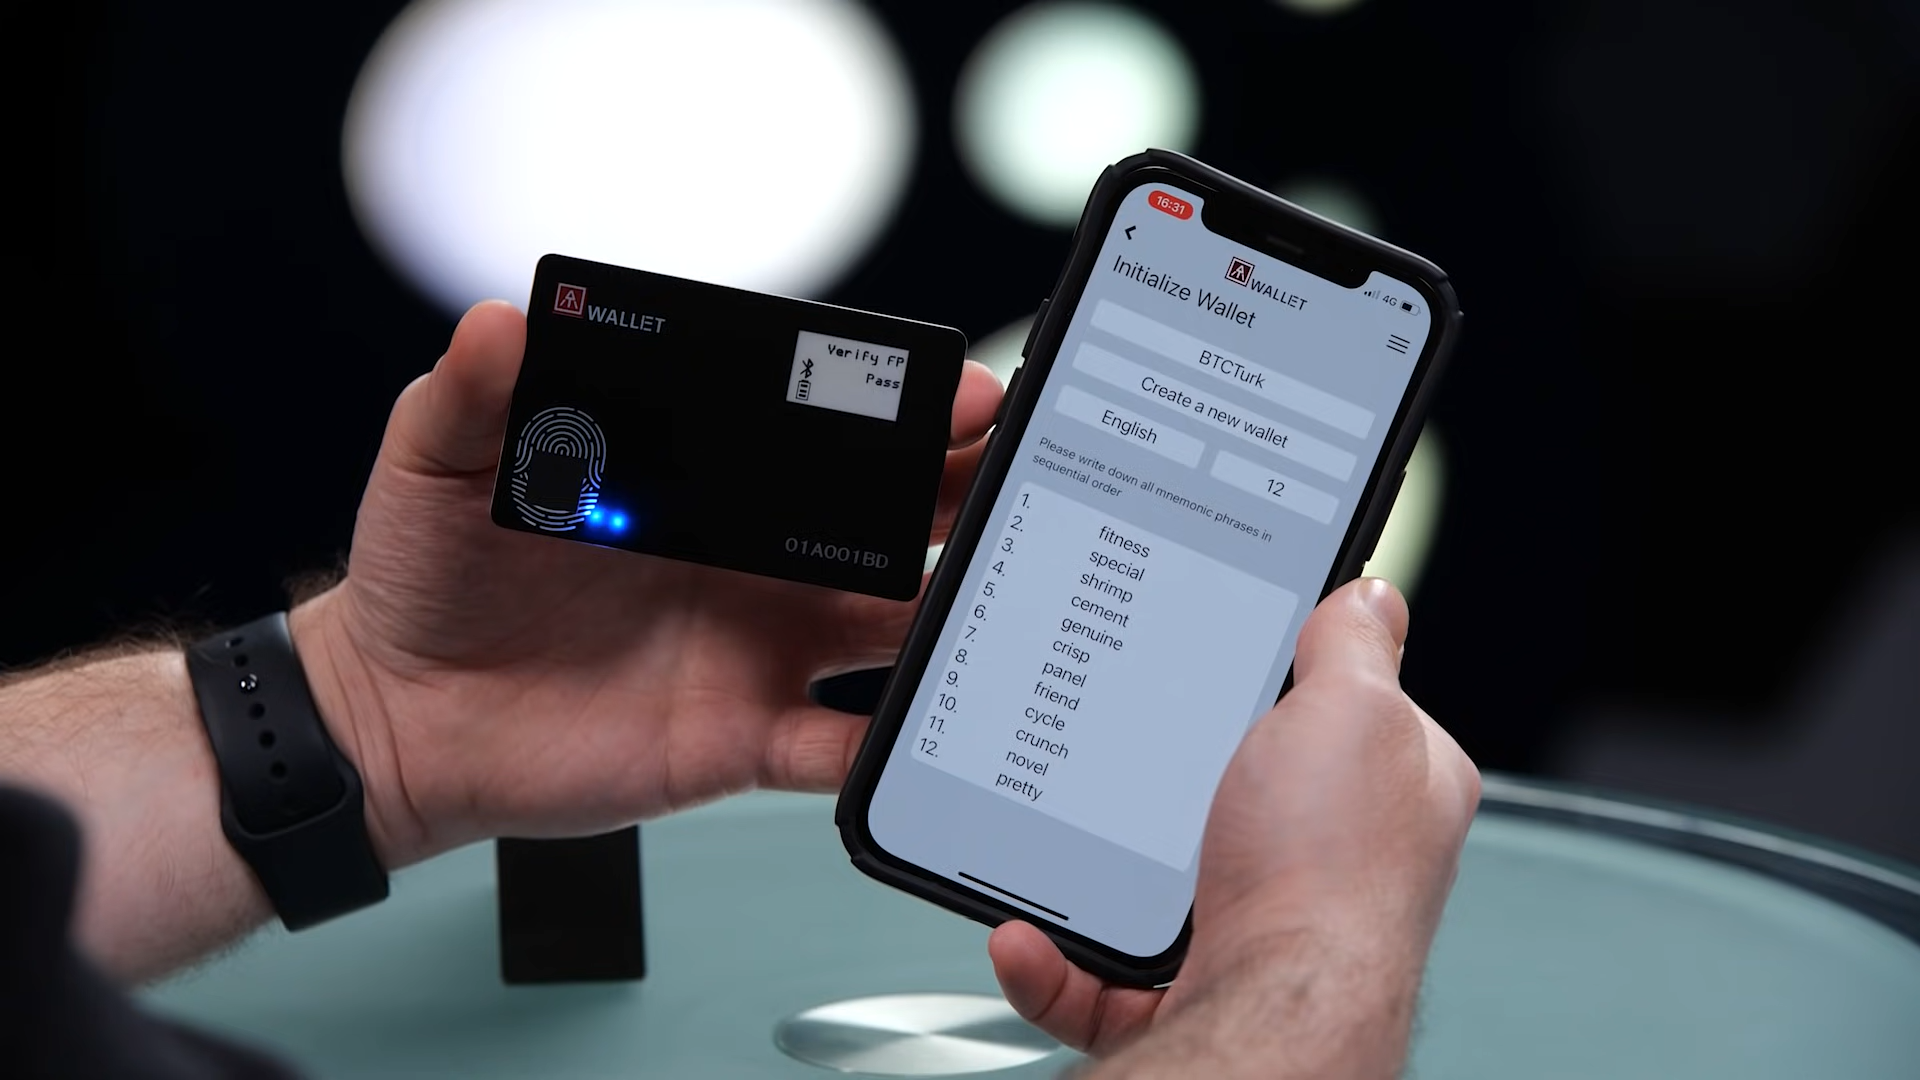 WALLET
Verify FP
Pass
01A001BD
16:31
4G
WALLET
Initialize Wallet
BTCTurk
Create a new wallet
English
12
Please write down all mnemonic phrases in
sequential order
1. fitness
2. special
3. shrimp
4. cement
5. genuine
6. crisp
7. panel
8. friend
9. cycle
10. crunch
11. novel
12. pretty